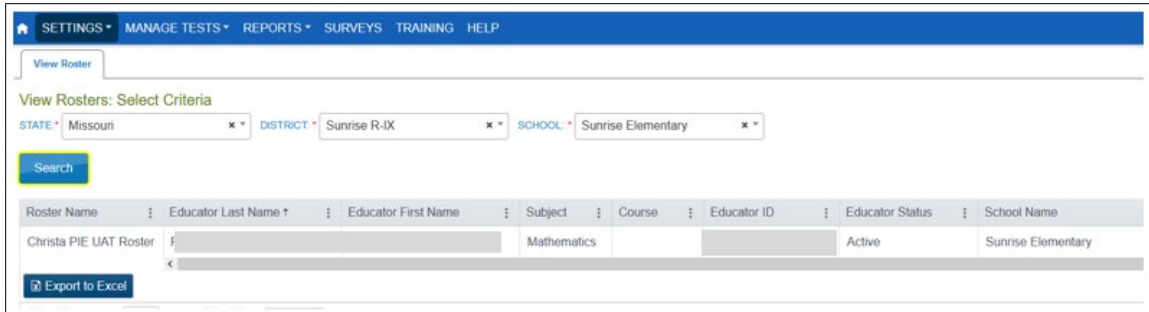 SETTINGS MANAGE TESTS REPORTS SURVEYS TRAINING HELP
View Roster
View Rosters: Select Criteria
STATE:* Missouri DISTRICT: * Sunrise R-IX SCHOOL: * Sunrise Elementary
Search
Roster Name Educator Last Name ↑ Educator First Name Subject Course Educator ID Educator Status School Name
Christa PIE UAT Roster Mathematics Active Sunrise Elementary
Export to Excel